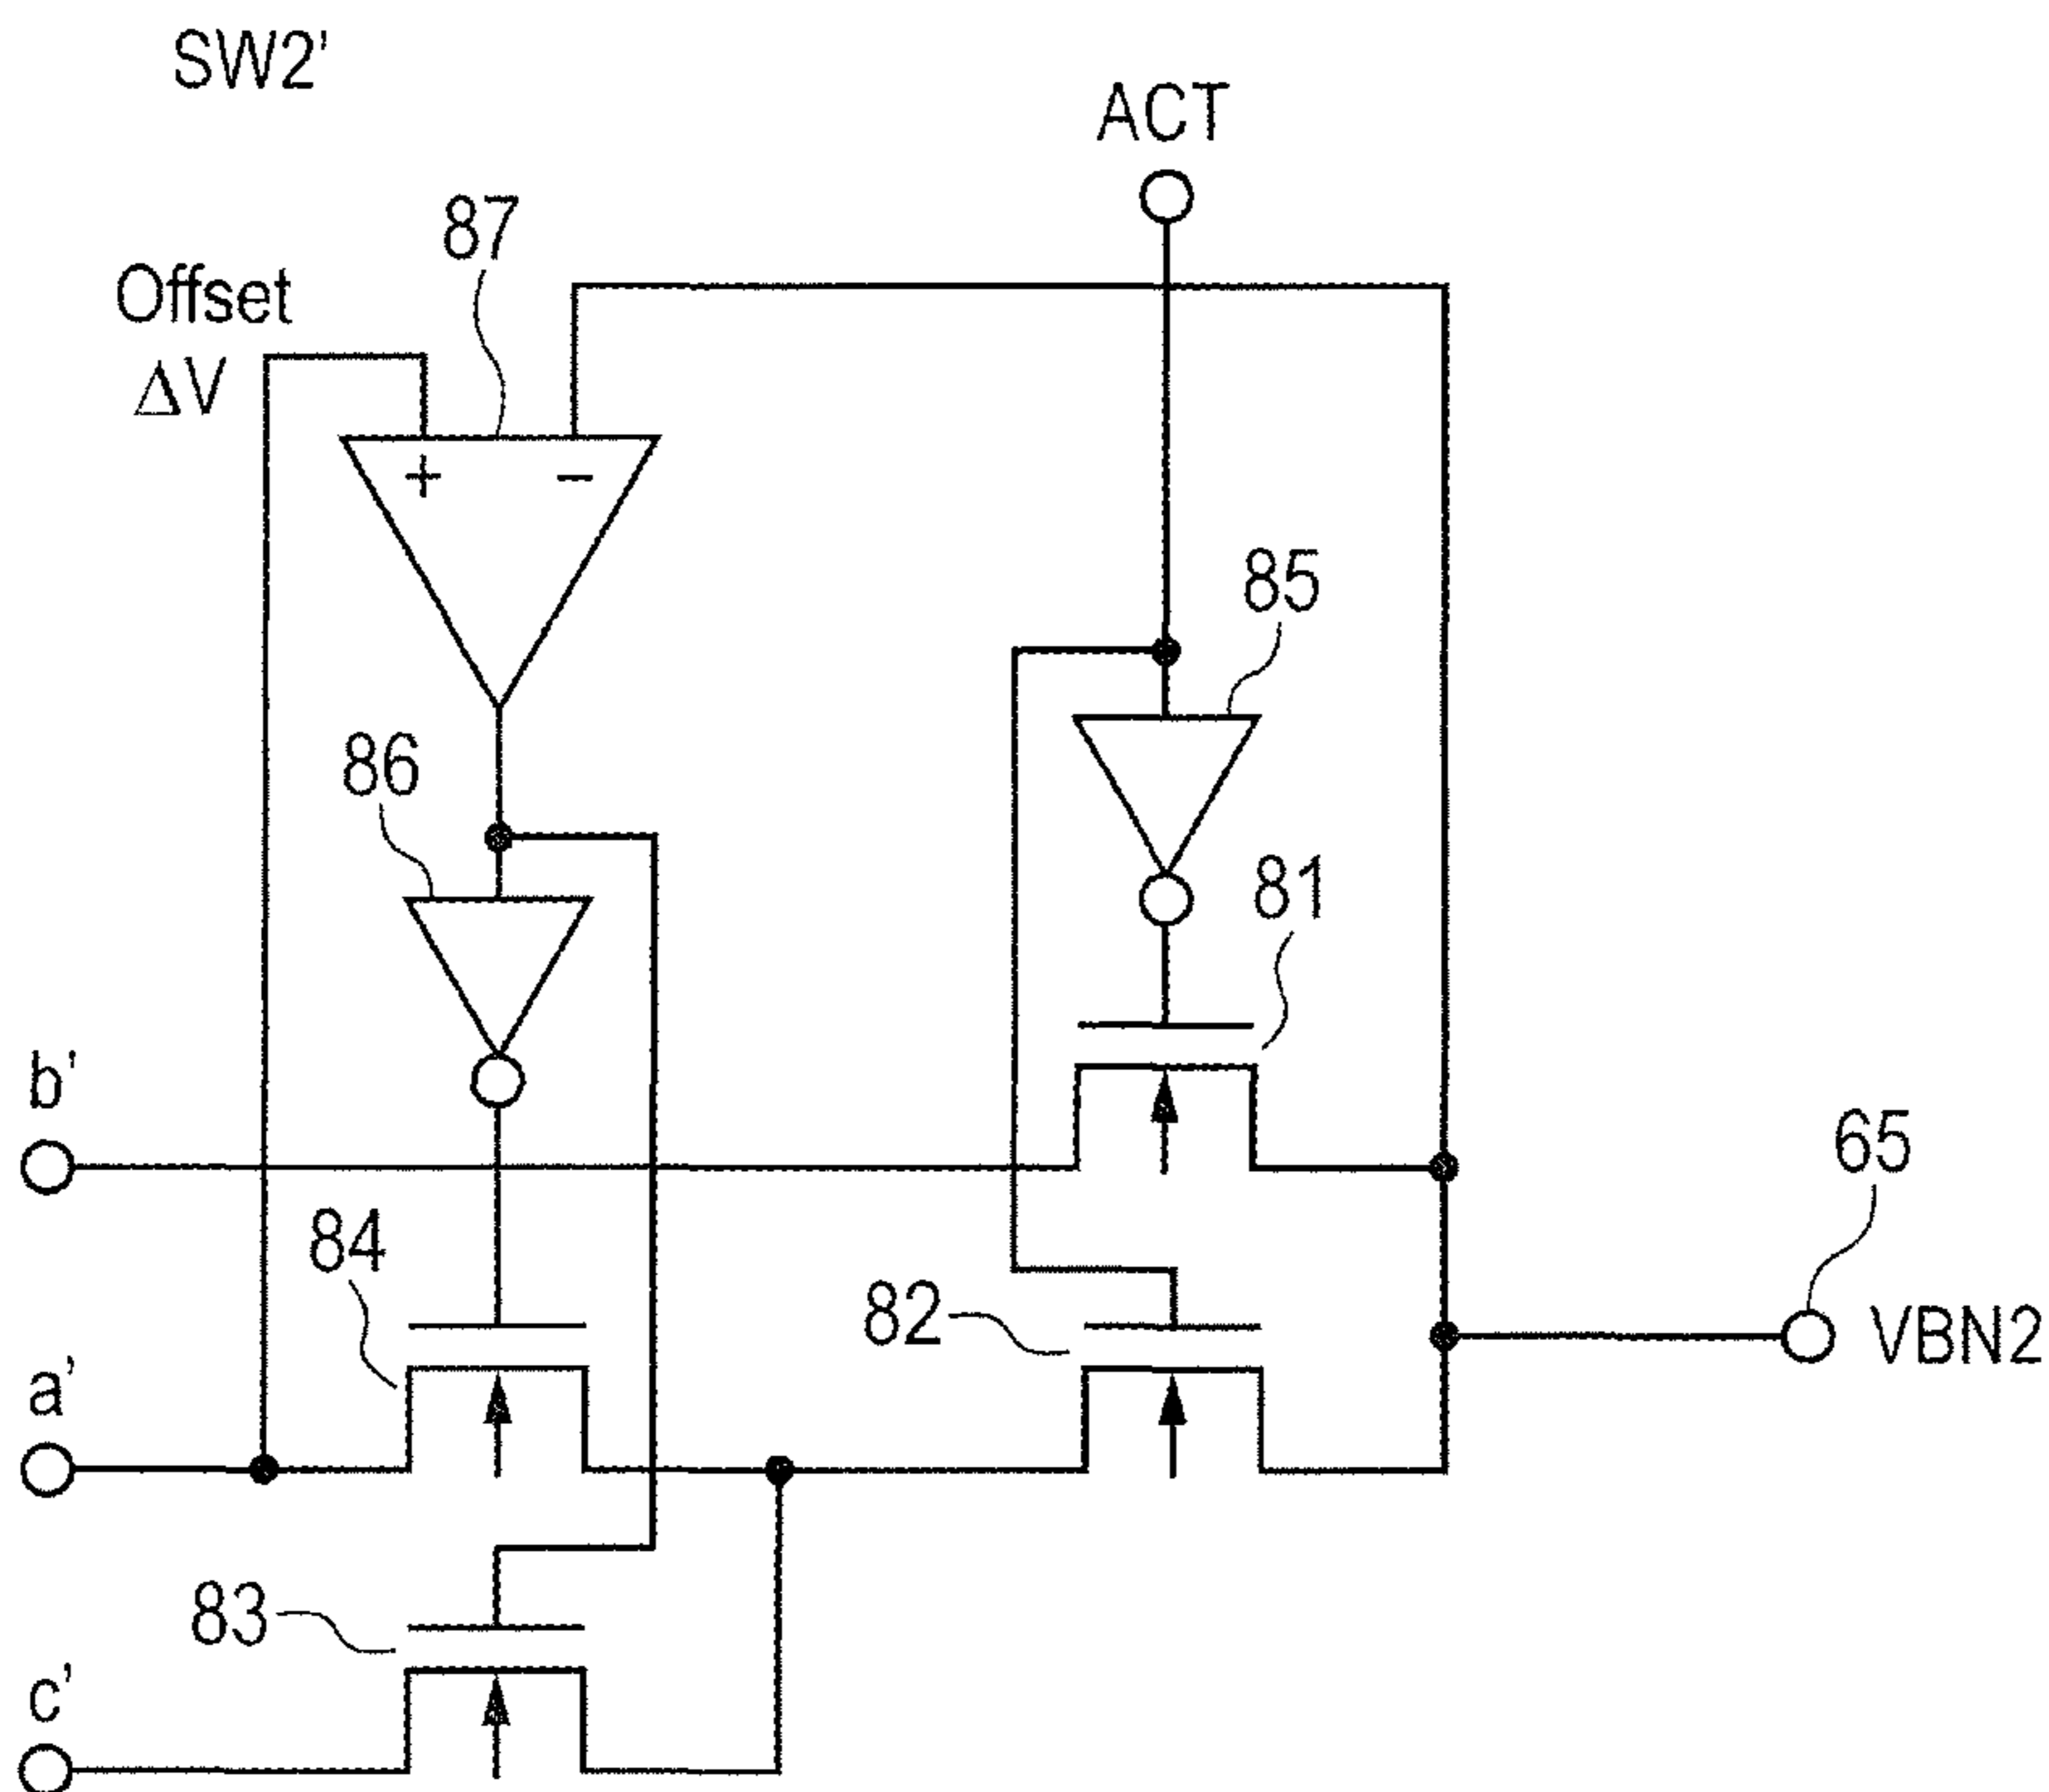 SW2'
ACT
87
Offset
ΔV
+
−
85
86
81
b'
65
84
82
VBN2
a'
83
c'